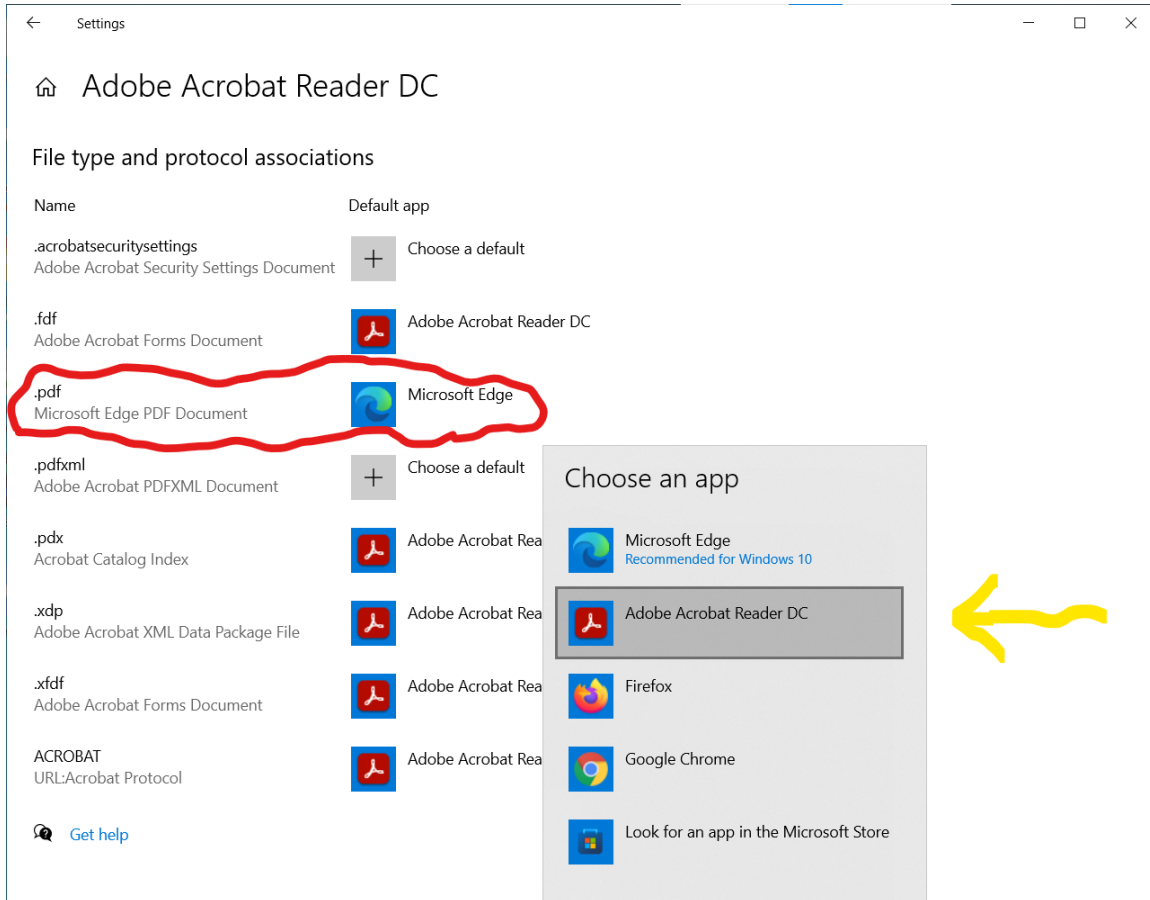 Settings
Adobe Acrobat Reader DC
File type and protocol associations
Name Default app
.acrobatsecuritysettings Choose a default
Adobe Acrobat Security Settings Document
.fdf Adobe Acrobat Reader DC
Adobe Acrobat Forms Document
.pdf Microsoft Edge
Microsoft Edge PDF Document
.pdfxml Choose a default
Adobe Acrobat PDFXML Document
.pdx Adobe Acrobat Rea
Acrobat Catalog Index
.xdp Adobe Acrobat Rea
Adobe Acrobat XML Data Package File
.xfdf Adobe Acrobat Rea
Adobe Acrobat Forms Document
ACROBAT Adobe Acrobat Rea
URL:Acrobat Protocol
Get help
Choose an app
Microsoft Edge
Recommended for Windows 10
Adobe Acrobat Reader DC
Firefox
Google Chrome
Look for an app in the Microsoft Store